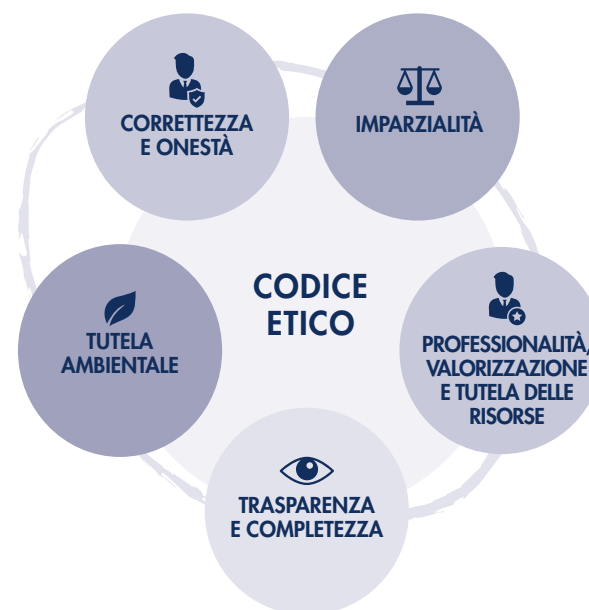 CORRETTEZZA
E ONESTÀ
IMPARZIALITÀ
CODICE
ETICO
TUTELA
AMBIENTALE
PROFESSIONALITÀ,
VALORIZZAZIONE
E TUTELA DELLE
RISORSE
TRASPARENZA
E COMPLETEZZA